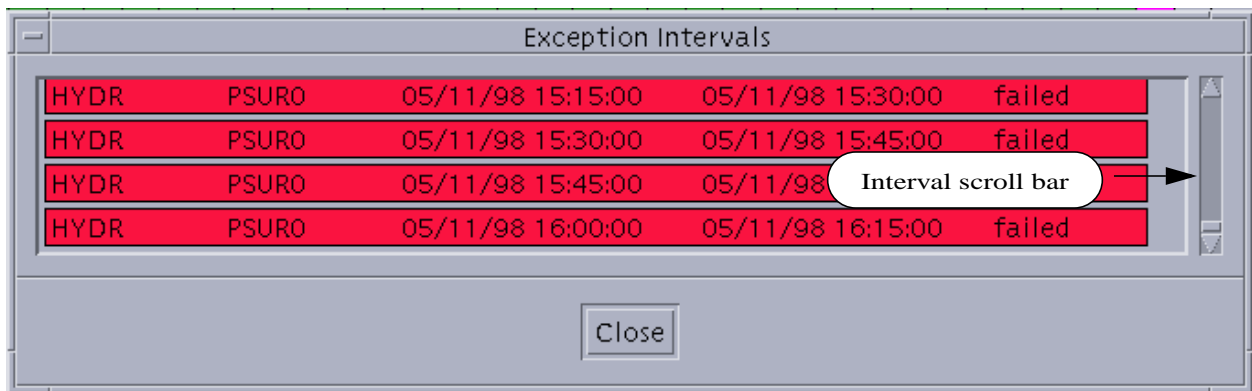 Exception Intervals
HYDR PSUR0 05/11/98 15:15:00 05/11/98 15:30:00 failed
HYDR PSUR0 05/11/98 15:30:00 05/11/98 15:45:00 failed
HYDR PSUR0 05/11/98 15:45:00 05/11/98
Interval scroll bar
HYDR PSUR0 05/11/98 16:00:00 05/11/98 16:15:00 failed
Close